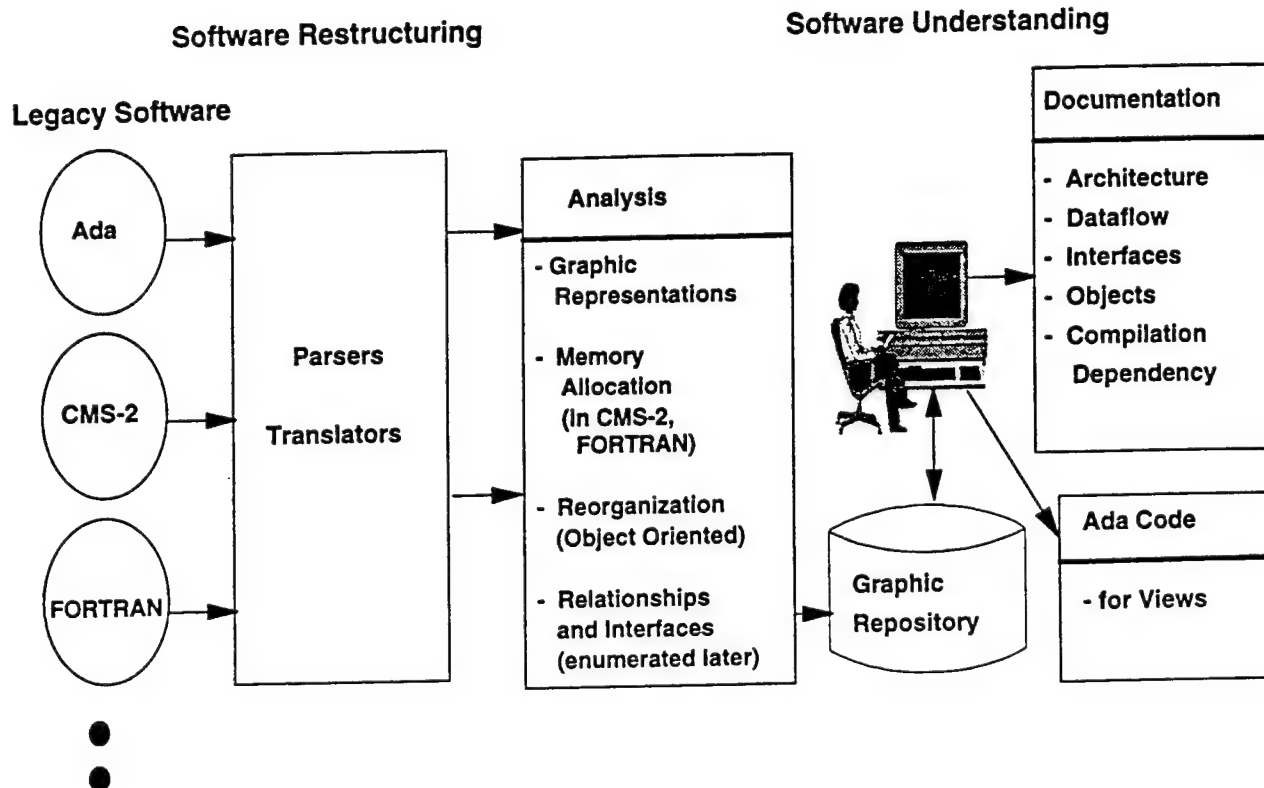 Software Restructuring
Software Understanding
Legacy Software
Ada
CMS-2
FORTRAN
Parsers
Translators
Analysis
- Graphic
Representations
- Memory
Allocation
(in CMS-2,
FORTRAN)
- Reorganization
(Object Oriented)
- Relationships
and Interfaces
(enumerated later)
Graphic
Repository
Documentation
- Architecture
- Dataflow
- Interfaces
- Objects
- Compilation
Dependency
Ada Code
- for Views